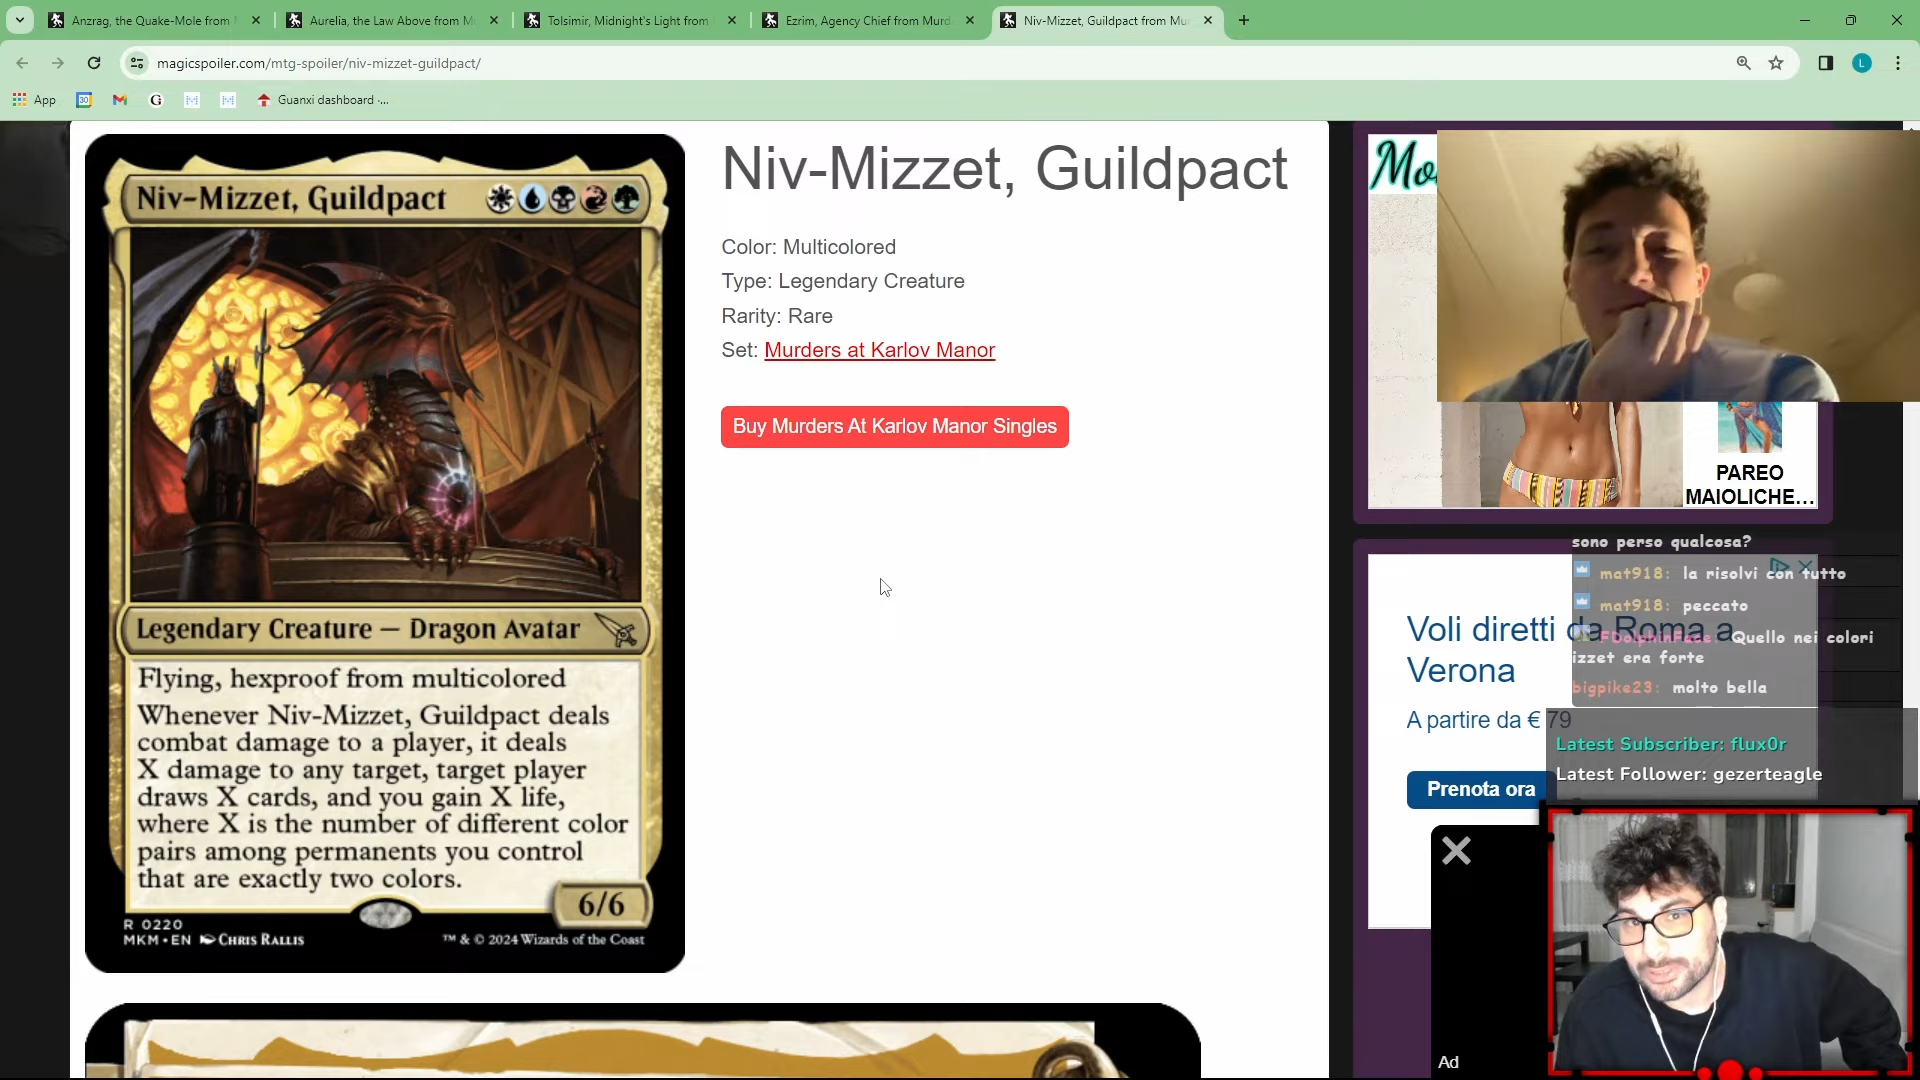 Anzrag, the Quake-Mole from
Aurelia, the Law Above from M
Tolsimir, Midnight's Light from
Ezrim, Agency Chief from Murd
Niv-Mizzet, Guildpact from Mu
magicspoiler.com/mtg-spoiler/niv-mizzet-guildpact/
L
App
Guanxi dashboard -...
Niv-Mizzet, Guildpact
Legendary Creature — Dragon Avatar
Flying, hexproof from multicolored
Whenever Niv-Mizzet, Guildpact deals
combat damage to a player, it deals
X damage to any target, target player
draws X cards, and you gain X life,
where X is the number of different color
pairs among permanents you control
that are exactly two colors.
6/6
R 0220
MKM • EN CHRIS RALLIS
™ & © 2024 Wizards of the Coast
Niv-Mizzet, Guildpact
Color: Multicolored
Type: Legendary Creature
Rarity: Rare
Set: Murders at Karlov Manor
Buy Murders At Karlov Manor Singles
Mo
PAREO
MAIOLICHE...
sono perso qualcosa?
mat918: la risolvi con tutto
mat918: peccato
FDolphinFace: Quello nei colori
izzet era forte
bigpike23: molto bella
Voli diretti da Roma a
Verona
A partire da € 79
Prenota ora
Latest Subscriber: flux0r
Latest Follower: gezerteagle
Ad